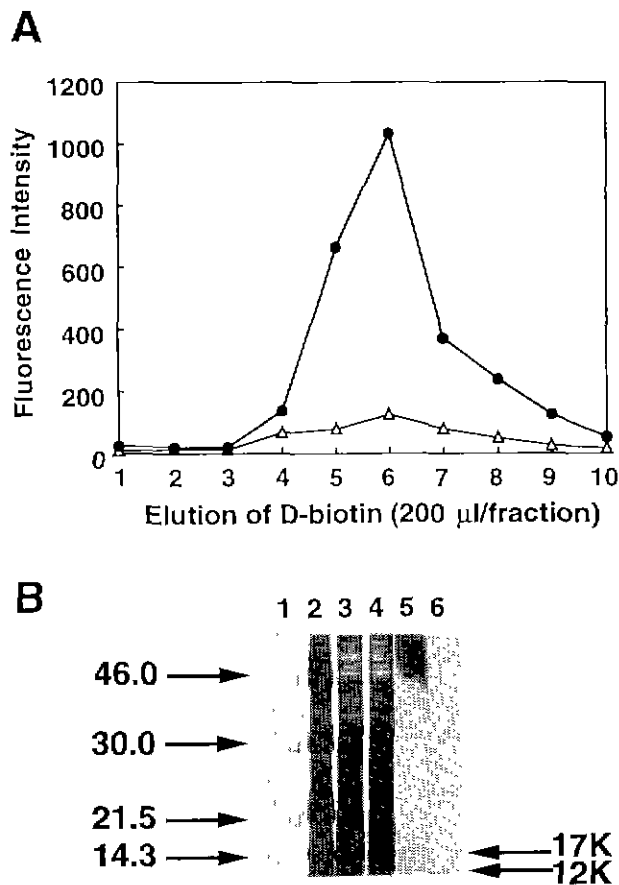 A
1200
1000
800
600
400
200
0
Fluorescence Intensity
1 2 3 4 5 6 7 8 9 10
Elution of D-biotin (200 µl/fraction)
B
1 2 3 4 5 6
46.0
30.0
21.5
14.3
17K
12K